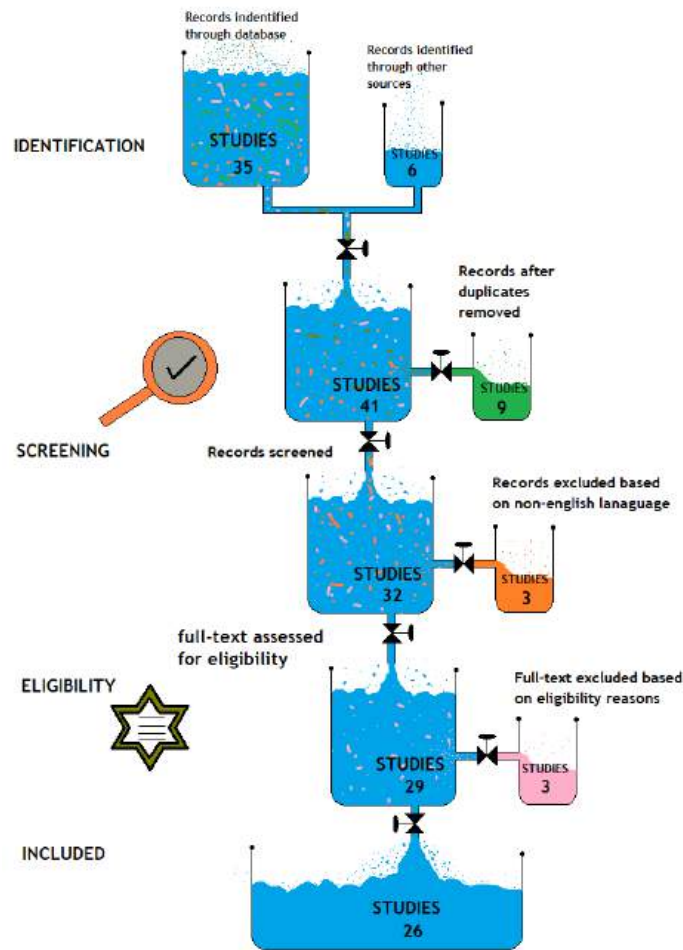 Records indentified
through database
Records identified
through other
sources
IDENTIFICATION
STUDIES
35
STUDIES
6
Records after
duplicates
removed
STUDIES
41
STUDIES
9
SCREENING
Records screened
Records excluded based
on non-english lanaguage
STUDIES
32
STUDIES
3
full-text assessed
for eligibility
ELIGIBILITY
Full-text excluded based
on eligibility reasons
STUDIES
29
STUDIES
3
INCLUDED
STUDIES
26